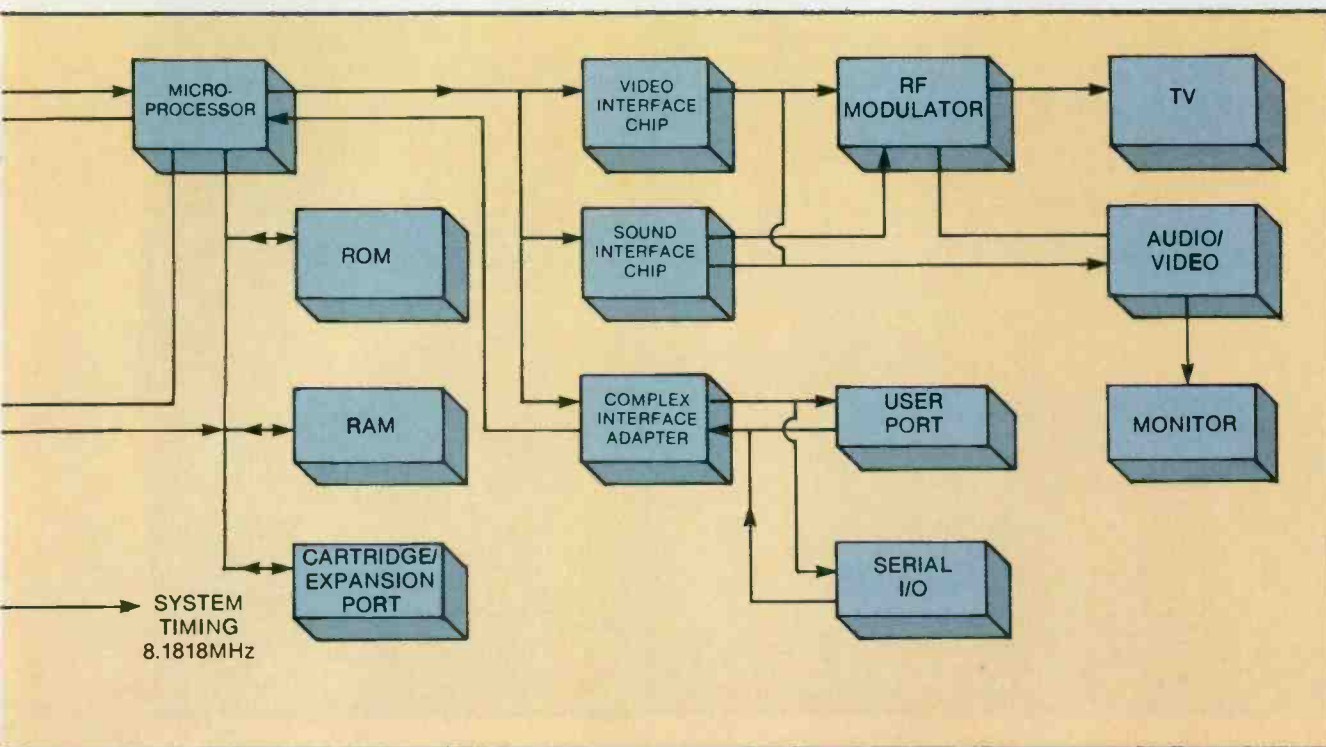 MICRO-
PROCESSOR
VIDEO
INTERFACE
CHIP
RF
MODULATOR
TV
ROM
SOUND
INTERFACE
CHIP
AUDIO/
VIDEO
RAM
COMPLEX
INTERFACE
ADAPTER
USER
PORT
MONITOR
CARTRIDGE/
EXPANSION
PORT
SERIAL
I/O
SYSTEM
TIMING
8.1818MHz